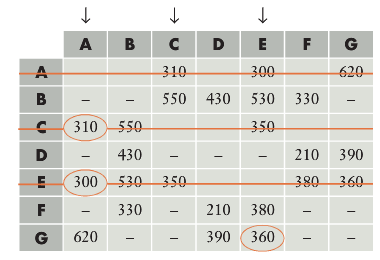 ↓ ↓ ↓
A B C D E F G
A 310 300 620
B – – 550 430 530 330 –
C 310 550 350
D – 430 – – – 210 390
E 300 530 350 380 360
F – 330 – 210 380 – –
G 620 – – 390 360 – –